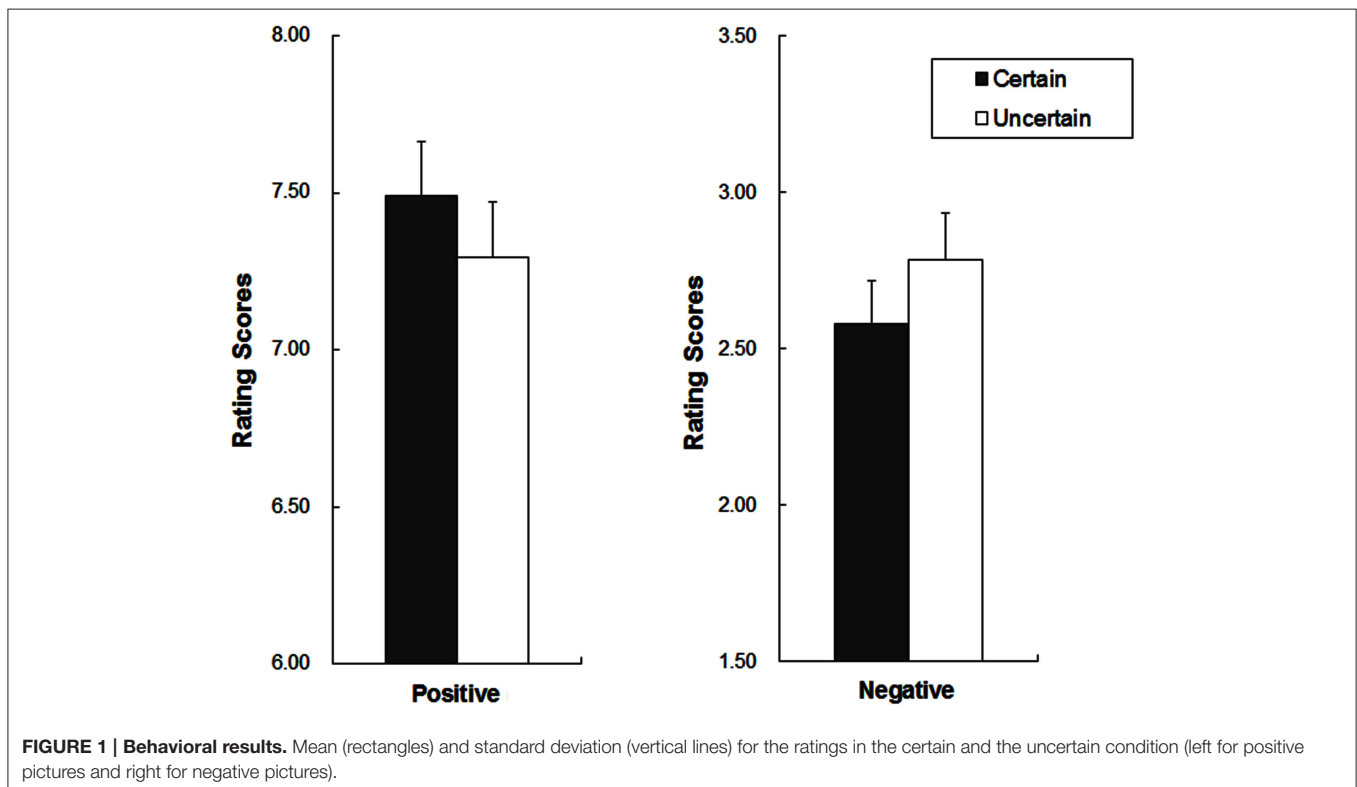 8.00
7.50
7.00
6.50
6.00
Rating Scores
Positive
3.50
3.00
2.50
2.00
1.50
Rating Scores
Negative
Certain
Uncertain
FIGURE 1 | Behavioral results. Mean (rectangles) and standard deviation (vertical lines) for the ratings in the certain and the uncertain condition (left for positive
pictures and right for negative pictures).